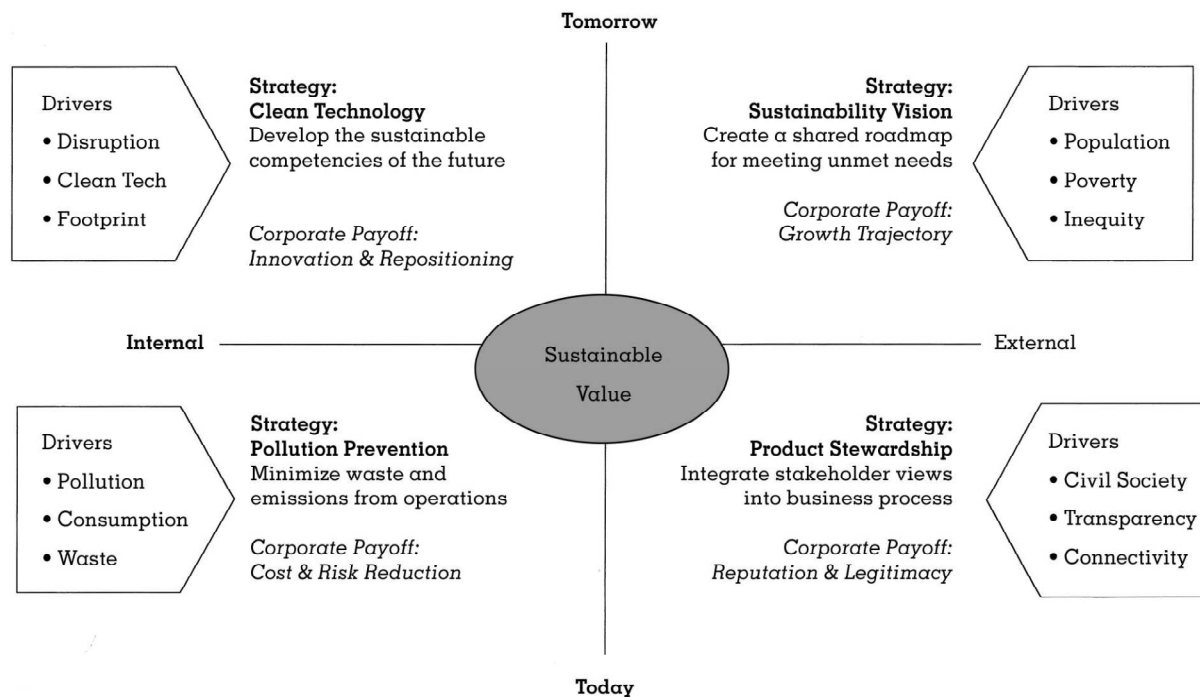 Tomorrow
Drivers
• Disruption
• Clean Tech
• Footprint
Strategy:
Clean Technology
Develop the sustainable
competencies of the future
Corporate Payoff:
Innovation & Repositioning
Strategy:
Sustainability Vision
Create a shared roadmap
for meeting unmet needs
Corporate Payoff:
Growth Trajectory
Drivers
• Population
• Poverty
• Inequity
Internal
Sustainable
Value
External
Drivers
• Pollution
• Consumption
• Waste
Strategy:
Pollution Prevention
Minimize waste and
emissions from operations
Corporate Payoff:
Cost & Risk Reduction
Strategy:
Product Stewardship
Integrate stakeholder views
into business process
Corporate Payoff:
Reputation & Legitimacy
Drivers
• Civil Society
• Transparency
• Connectivity
Today